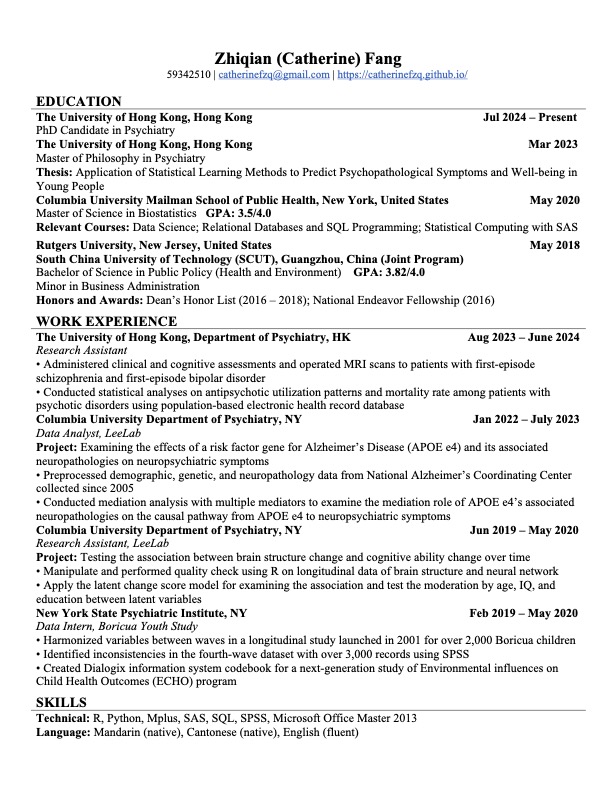 Zhiqian (Catherine) Fang
59342510 | catherinefzq@gmail.com | https://catherinefzq.github.io/
EDUCATION
The University of Hong Kong, Hong Kong Jul 2024 – Present
PhD Candidate in Psychiatry
The University of Hong Kong, Hong Kong Mar 2023
Master of Philosophy in Psychiatry
Thesis: Application of Statistical Learning Methods to Predict Psychopathological Symptoms and Well-being in
Young People
Columbia University Mailman School of Public Health, New York, United States May 2020
Master of Science in Biostatistics GPA: 3.5/4.0
Relevant Courses: Data Science; Relational Databases and SQL Programming; Statistical Computing with SAS
Rutgers University, New Jersey, United States May 2018
South China University of Technology (SCUT), Guangzhou, China (Joint Program)
Bachelor of Science in Public Policy (Health and Environment) GPA: 3.82/4.0
Minor in Business Administration
Honors and Awards: Dean's Honor List (2016 – 2018); National Endeavor Fellowship (2016)
WORK EXPERIENCE
The University of Hong Kong, Department of Psychiatry, HK Aug 2023 – June 2024
Research Assistant
• Administered clinical and cognitive assessments and operated MRI scans to patients with first-episode
schizophrenia and first-episode bipolar disorder
• Conducted statistical analyses on antipsychotic utilization patterns and mortality rate among patients with
psychotic disorders using population-based electronic health record database
Columbia University Department of Psychiatry, NY Jan 2022 – July 2023
Data Analyst, LeeLab
Project: Examining the effects of a risk factor gene for Alzheimer's Disease (APOE e4) and its associated
neuropathologies on neuropsychiatric symptoms
• Preprocessed demographic, genetic, and neuropathology data from National Alzheimer's Coordinating Center
collected since 2005
• Conducted mediation analysis with multiple mediators to examine the mediation role of APOE e4's associated
neuropathologies on the causal pathway from APOE e4 to neuropsychiatric symptoms
Columbia University Department of Psychiatry, NY Jun 2019 – May 2020
Research Assistant, LeeLab
Project: Testing the association between brain structure change and cognitive ability change over time
• Manipulate and performed quality check using R on longitudinal data of brain structure and neural network
• Apply the latent change score model for examining the association and test the moderation by age, IQ, and
education between latent variables
New York State Psychiatric Institute, NY Feb 2019 – May 2020
Data Intern, Boricua Youth Study
• Harmonized variables between waves in a longitudinal study launched in 2001 for over 2,000 Boricua children
• Identified inconsistencies in the fourth-wave dataset with over 3,000 records using SPSS
• Created Dialogix information system codebook for a next-generation study of Environmental influences on
Child Health Outcomes (ECHO) program
SKILLS
Technical: R, Python, Mplus, SAS, SQL, SPSS, Microsoft Office Master 2013
Language: Mandarin (native), Cantonese (native), English (fluent)